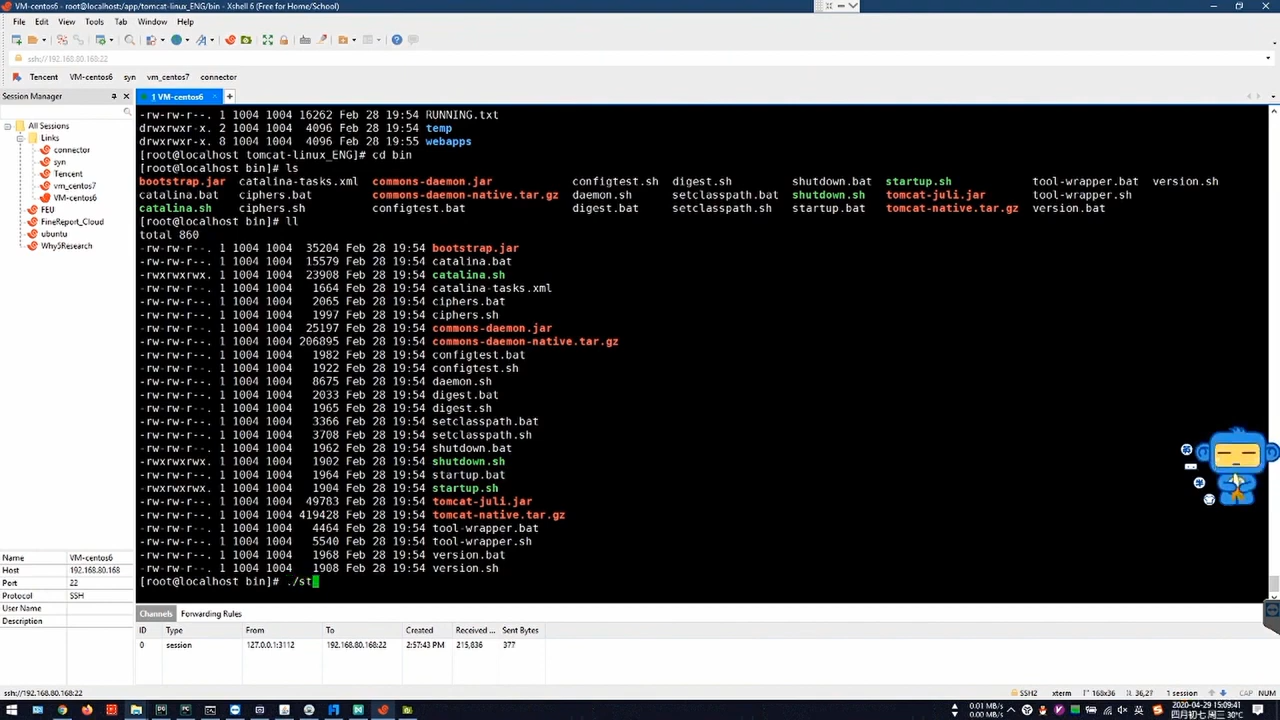 VM-centos6 - root@localhost:/app/tomcat-linux_ENG/bin - Xshell 6 (Free for Home/School)
File Edit View Tools Tab Window Help
ssh://192.168.80.168:22
Tencent VM-centos6 syn vm_centos7 connector
Session Manager
1 VM-centos6
All Sessions
Links
connector
syn
Tencent
vm_centos7
VM-centos6
FEU
FineReport_Cloud
ubuntu
Why5Research
-rw-rw-r--. 1 1004 1004 16262 Feb 28 19:54 RUNNING.txt
drwxrwxr-x. 2 1004 1004 4096 Feb 28 19:54 temp
drwxrwxr-x. 8 1004 1004 4096 Feb 28 19:55 webapps
[root@localhost tomcat-linux_ENG]# cd bin
[root@localhost bin]# ls
bootstrap.jar catalina-tasks.xml commons-daemon.jar configtest.sh digest.sh shutdown.bat startup.sh tool-wrapper.bat version.sh
catalina.bat ciphers.bat commons-daemon-native.tar.gz daemon.sh setclasspath.bat shutdown.sh tomcat-juli.jar tool-wrapper.sh
catalina.sh ciphers.sh configtest.bat digest.bat setclasspath.sh startup.bat tomcat-native.tar.gz version.bat
[root@localhost bin]# ll
total 860
-rw-rw-r--. 1 1004 1004 35204 Feb 28 19:54 bootstrap.jar
-rw-rw-r--. 1 1004 1004 15579 Feb 28 19:54 catalina.bat
-rwxrwxrwx. 1 1004 1004 23908 Feb 28 19:54 catalina.sh
-rw-rw-r--. 1 1004 1004 1664 Feb 28 19:54 catalina-tasks.xml
-rw-rw-r--. 1 1004 1004 2065 Feb 28 19:54 ciphers.bat
-rw-rw-r--. 1 1004 1004 1997 Feb 28 19:54 ciphers.sh
-rw-rw-r--. 1 1004 1004 25197 Feb 28 19:54 commons-daemon.jar
-rw-rw-r--. 1 1004 1004 206895 Feb 28 19:54 commons-daemon-native.tar.gz
-rw-rw-r--. 1 1004 1004 1982 Feb 28 19:54 configtest.bat
-rw-rw-r--. 1 1004 1004 1922 Feb 28 19:54 configtest.sh
-rw-rw-r--. 1 1004 1004 8675 Feb 28 19:54 daemon.sh
-rw-rw-r--. 1 1004 1004 2033 Feb 28 19:54 digest.bat
-rw-rw-r--. 1 1004 1004 1965 Feb 28 19:54 digest.sh
-rw-rw-r--. 1 1004 1004 3366 Feb 28 19:54 setclasspath.bat
-rw-rw-r--. 1 1004 1004 3708 Feb 28 19:54 setclasspath.sh
-rw-rw-r--. 1 1004 1004 1962 Feb 28 19:54 shutdown.bat
-rwxrwxrwx. 1 1004 1004 1902 Feb 28 19:54 shutdown.sh
-rw-rw-r--. 1 1004 1004 1964 Feb 28 19:54 startup.bat
-rwxrwxrwx. 1 1004 1004 1904 Feb 28 19:54 startup.sh
-rw-rw-r--. 1 1004 1004 49783 Feb 28 19:54 tomcat-juli.jar
-rw-rw-r--. 1 1004 1004 419428 Feb 28 19:54 tomcat-native.tar.gz
-rw-rw-r--. 1 1004 1004 4464 Feb 28 19:54 tool-wrapper.bat
-rw-rw-r--. 1 1004 1004 5540 Feb 28 19:54 tool-wrapper.sh
-rw-rw-r--. 1 1004 1004 1968 Feb 28 19:54 version.bat
-rw-rw-r--. 1 1004 1004 1908 Feb 28 19:54 version.sh
[root@localhost bin]# ./st
Name VM-centos6
Host 192.168.80.168
Port 22
Protocol SSH
User Name
Description
Channels Forwarding Rules
ID Type From To Created Received ... Sent Bytes
0 session 127.0.0.1:3112 192.168.80.168:22 2:57:43 PM 215,836 377
ssh://192.168.80.168:22 SSH2 xterm 168x36 36,27 1 session CAP NUM
0.01 MB/s
0.00 MB/s
2020-04-29 15:09:41
四月初七 周三 30°C